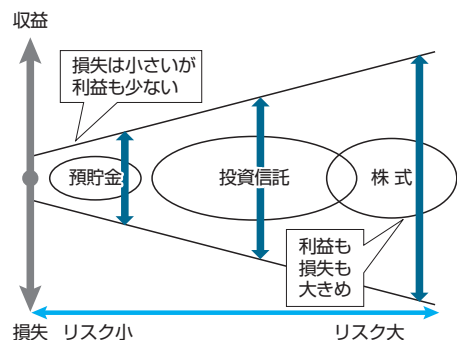 収益
損失は小さいが
利益も少ない
預貯金
投資信託
株 式
利益も
損失も
大きめ
損失
リスク小
リスク大